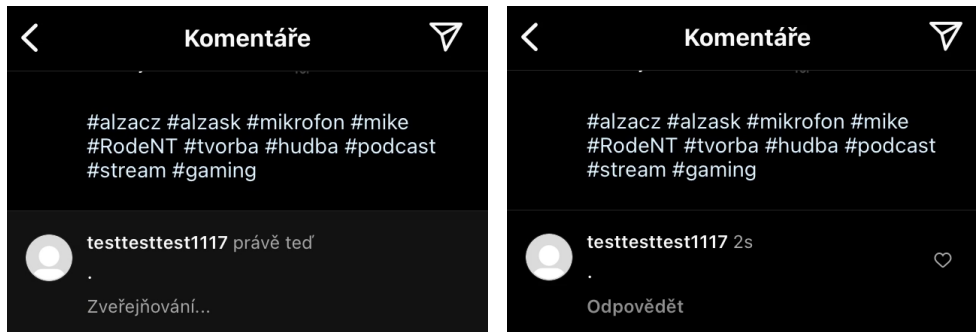 Komentáře
#alzacz #alzask #mikrofon #mike
#RodeNT #tvorba #hudba #podcast
#stream #gaming
testtesttest1117 právě teď
.
Zveřejňování...
Komentáře
#alzacz #alzask #mikrofon #mike
#RodeNT #tvorba #hudba #podcast
#stream #gaming
testtesttest1117 2s
.
Odpovědět